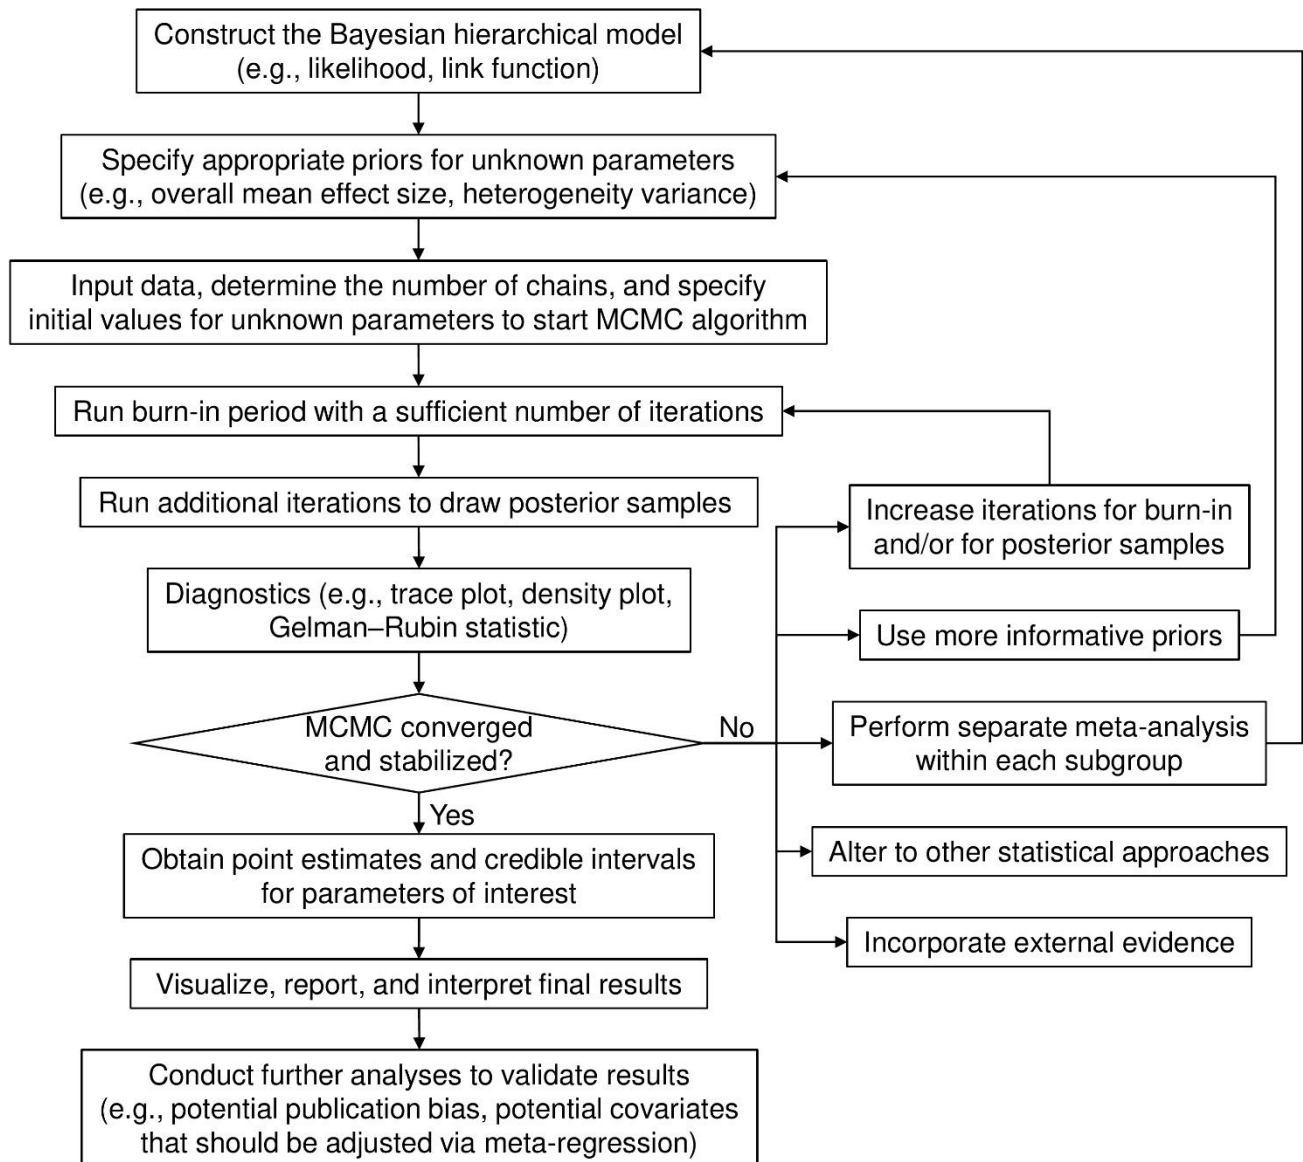 Construct the Bayesian hierarchical model
(e.g., likelihood, link function)
Specify appropriate priors for unknown parameters
(e.g., overall mean effect size, heterogeneity variance)
Input data, determine the number of chains, and specify
initial values for unknown parameters to start MCMC algorithm
Run burn-in period with a sufficient number of iterations
Run additional iterations to draw posterior samples
Diagnostics (e.g., trace plot, density plot,
Gelman–Rubin statistic)
MCMC converged
and stabilized?
No
Yes
Increase iterations for burn-in
and/or for posterior samples
Use more informative priors
Perform separate meta-analysis
within each subgroup
Alter to other statistical approaches
Incorporate external evidence
Obtain point estimates and credible intervals
for parameters of interest
Visualize, report, and interpret final results
Conduct further analyses to validate results
(e.g., potential publication bias, potential covariates
that should be adjusted via meta-regression)